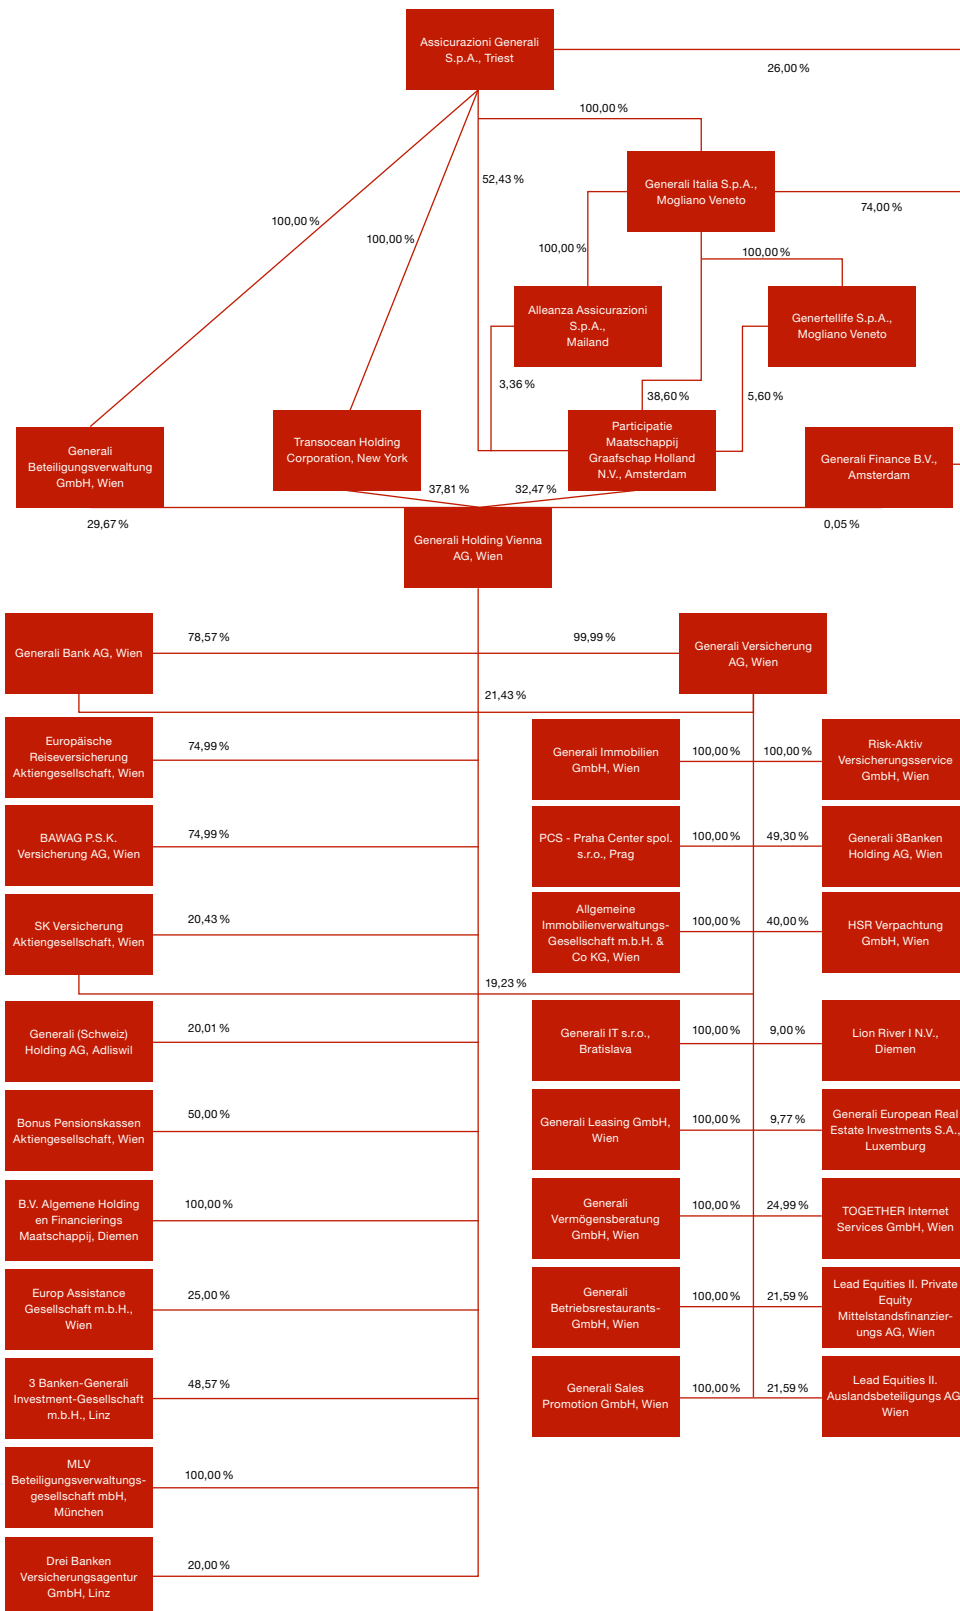 Assicurazioni Generali
S.p.A., Triest
26,00 %
100,00 %
52,43 %
Generali Italia S.p.A.,
Mogliano Veneto
74,00 %
100,00 %
100,00 %
100,00 %
100,00 %
Alleanza Assicurazioni
S.p.A.,
Mailand
Genertellife S.p.A.,
Mogliano Veneto
3,36 %
38,60 %
5,60 %
Generali
Beteiligungsverwaltung
GmbH, Wien
Transocean Holding
Corporation, New York
Participatie
Maatschappij
Graafschap Holland
N.V., Amsterdam
Generali Finance B.V.,
Amsterdam
37,81 %
32,47 %
29,67 %
0,05 %
Generali Holding Vienna
AG, Wien
Generali Bank AG, Wien
78,57 %
99,99 %
Generali Versicherung
AG, Wien
21,43 %
Europäische
Reiseversicherung
Aktiengesellschaft, Wien
74,99 %
BAWAG P.S.K.
Versicherung AG, Wien
74,99 %
SK Versicherung
Aktiengesellschaft, Wien
20,43 %
19,23 %
Generali (Schweiz)
Holding AG, Adliswil
20,01 %
Bonus Pensionskassen
Aktiengesellschaft, Wien
50,00 %
B.V. Algemene Holding
en Financierings
Maatschappij, Diemen
100,00 %
Europ Assistance
Gesellschaft m.b.H.,
Wien
25,00 %
3 Banken-Generali
Investment-Gesellschaft
m.b.H., Linz
48,57 %
MLV
Beteiligungsverwaltungs-
gesellschaft mbH,
München
100,00 %
Drei Banken
Versicherungsagentur
GmbH, Linz
20,00 %
Generali Immobilien
GmbH, Wien
100,00 %
100,00 %
Risk-Aktiv
Versicherungsservice
GmbH, Wien
PCS - Praha Center spol.
s.r.o., Prag
100,00 %
49,30 %
Generali 3Banken
Holding AG, Wien
Allgemeine
Immobilienverwaltungs-
Gesellschaft m.b.H. &
Co KG, Wien
100,00 %
40,00 %
HSR Verpachtung
GmbH, Wien
Generali IT s.r.o.,
Bratislava
100,00 %
9,00 %
Lion River I N.V.,
Diemen
Generali Leasing GmbH,
Wien
100,00 %
9,77 %
Generali European Real
Estate Investments S.A.,
Luxemburg
Generali
Vermögensberatung
GmbH, Wien
100,00 %
24,99 %
TOGETHER Internet
Services GmbH, Wien
Generali
Betriebsrestaurants-
GmbH, Wien
100,00 %
21,59 %
Lead Equities II. Private
Equity
Mittelstandsfinanzier-
ungs AG, Wien
Generali Sales
Promotion GmbH, Wien
100,00 %
21,59 %
Lead Equities II.
Auslandsbeteiligungs AG
Wien